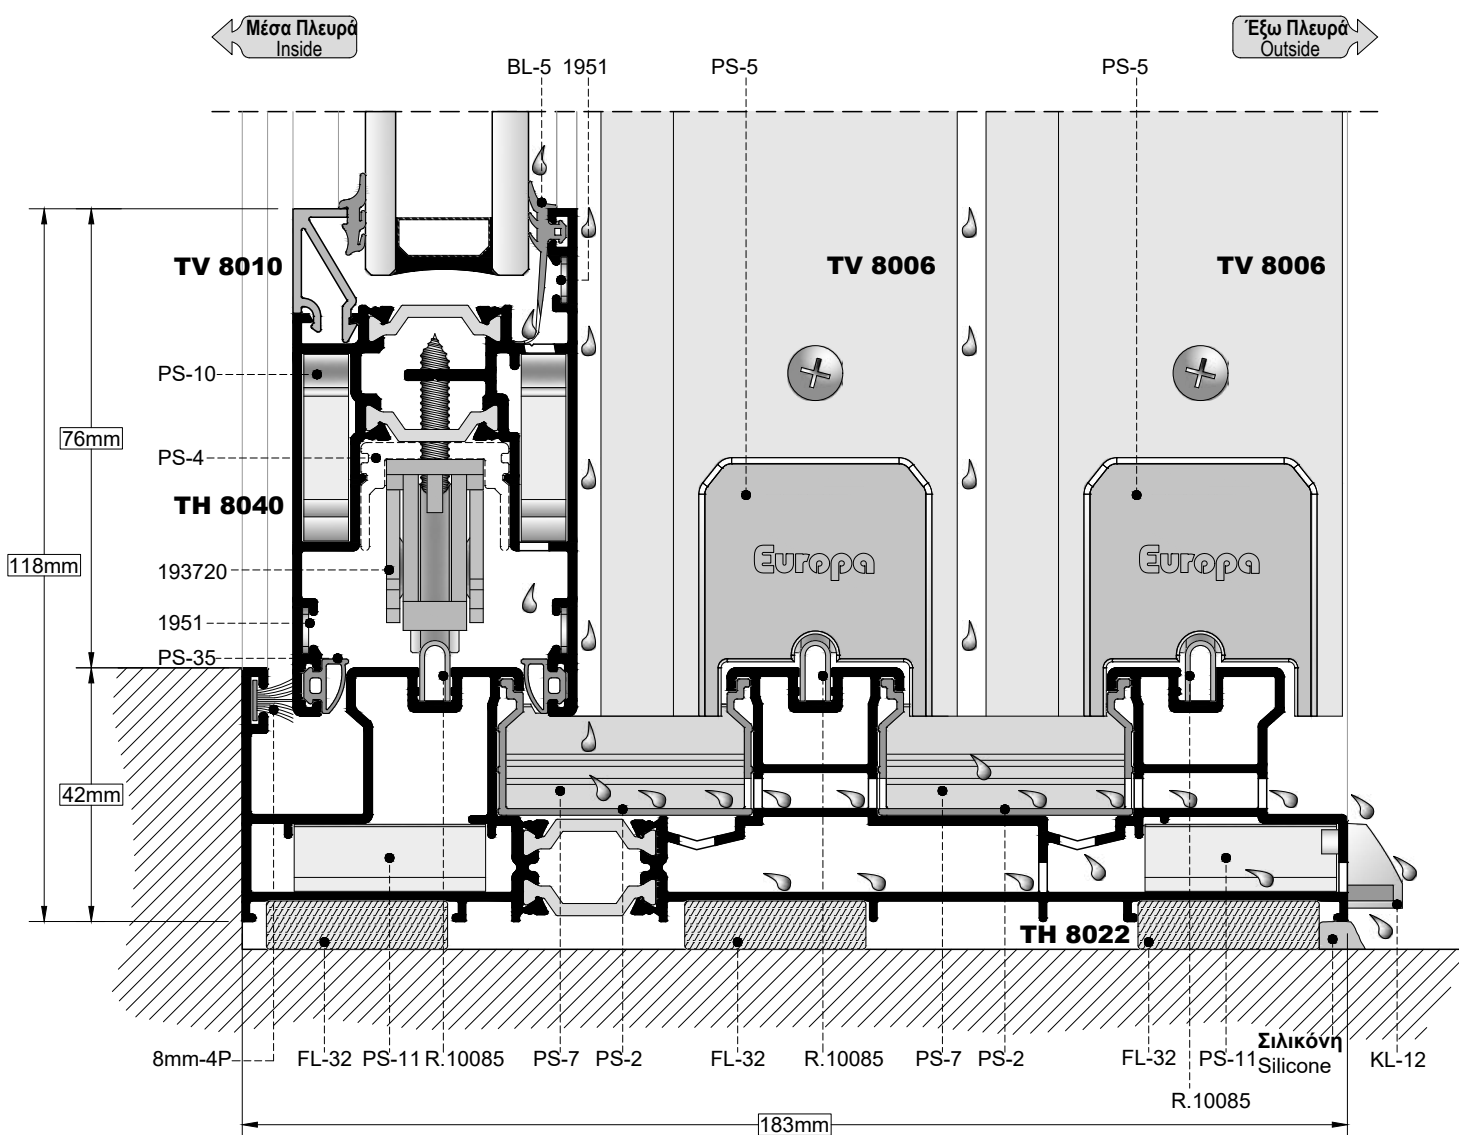 Μέσα Πλευρά
Inside
Έξω Πλευρά
Outside
BL-5
1951
PS-5
PS-5
TV 8010
TV 8006
TV 8006
PS-10
76mm
PS-4
TH 8040
118mm
193720
Europa
Europa
1951
PS-35
42mm
TH 8022
8mm-4P
FL-32
PS-11
R.10085
PS-7
PS-2
FL-32
R.10085
PS-7
PS-2
FL-32
PS-11
Σιλικόνη
Silicone
KL-12
R.10085
183mm